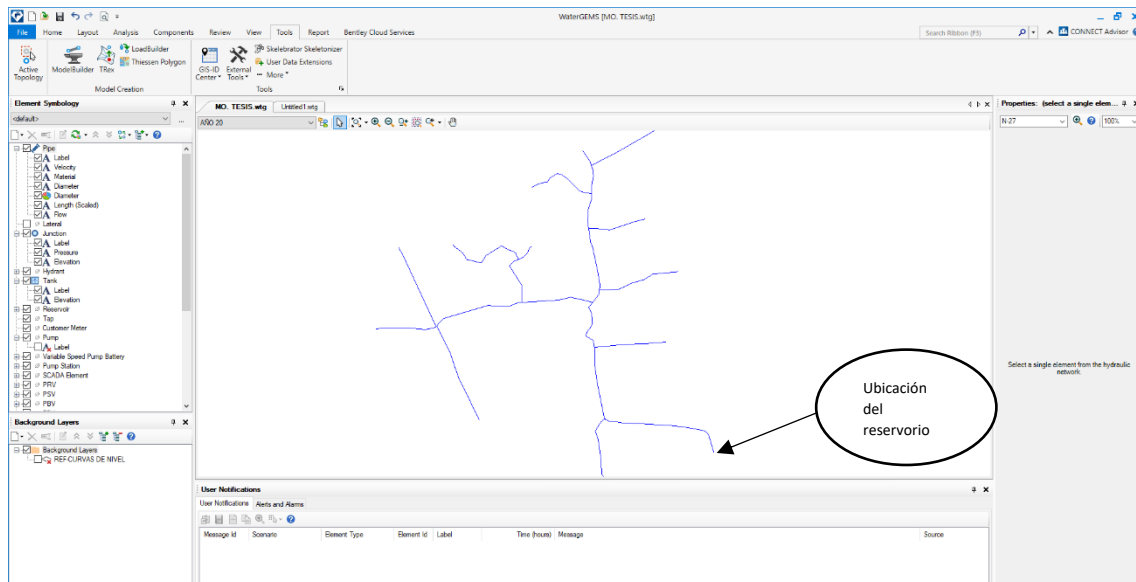 WaterGEMS [MO. TESIS.wtg]
File Home Layout Analysis Components Review View Tools Report Bentley Cloud Services Search Ribbon (F3) CONNECT Advisor
Active Topology
ModelBuilder TRex
LoadBuilder
Thiessen Polygon
Model Creation
GIS-ID Center
External Tools
Skelebrator Skeletonizer
User Data Extensions
More
Tools
Element Symbology
<default>
Pipe
Label
Velocity
Material
Diameter
Diameter
Length (Scaled)
Flow
Lateral
Junction
Label
Pressure
Elevation
Hydrant
Tank
Label
Elevation
Reservoir
Tap
Customer Meter
Pump
Label
Variable Speed Pump Battery
Pump Station
SCADA Element
PRV
PSV
PBV
Background Layers
Background Layers
REF-CURVAS DE NIVEL
MO. TESIS.wtg Untitled1.wtg
AÑO 20
Ubicación
del
reservorio
User Notifications
User Notifications Alerts and Alarms
Message Id Scenario Element Type Element Id Label Time (hours) Message Source
Properties: (select a single elem...
N-27 100%
Select a single element from the hydraulic
network.